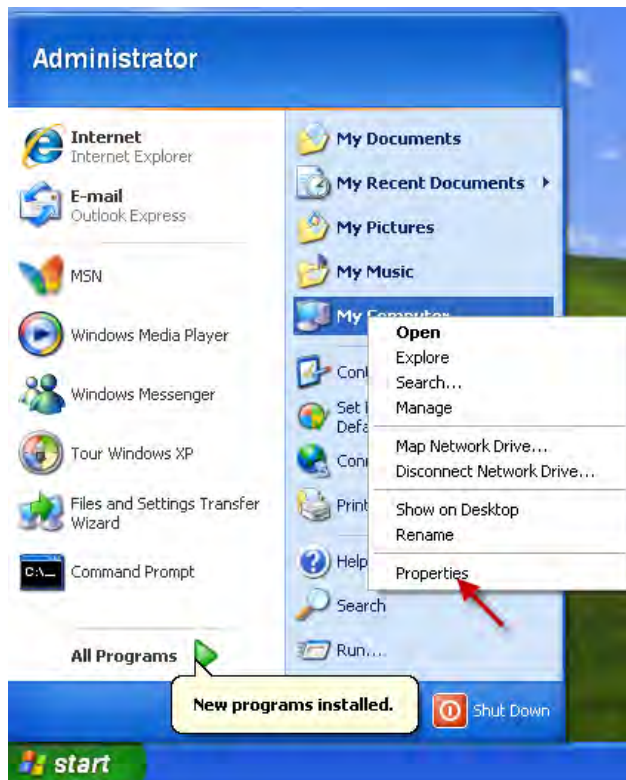 Administrator
Internet
Internet Explorer
E-mail
Outlook Express
MSN
Windows Media Player
Windows Messenger
Tour Windows XP
Files and Settings Transfer
Wizard
C:\_
Command Prompt
All Programs
My Documents
My Recent Documents
My Pictures
My Music
My Computer
Open
Explore
Search...
Manage
Map Network Drive...
Disconnect Network Drive...
Show on Desktop
Rename
Properties
Set
Print
Help
Search
Run...
New programs installed.
Shut Down
start